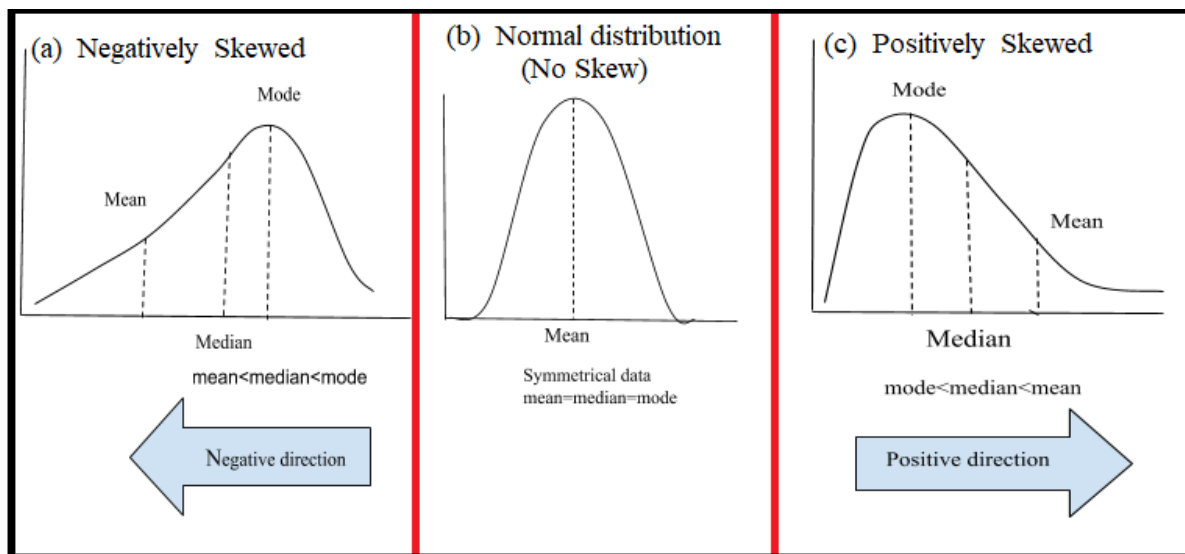 (a) Negatively Skewed
Mode
Mean
Median
mean<median<mode
Negative direction
(b) Normal distribution
(No Skew)
Mean
Symmetrical data
mean=median=mode
(c) Positively Skewed
Mode
Mean
Median
mode<median<mean
Positive direction